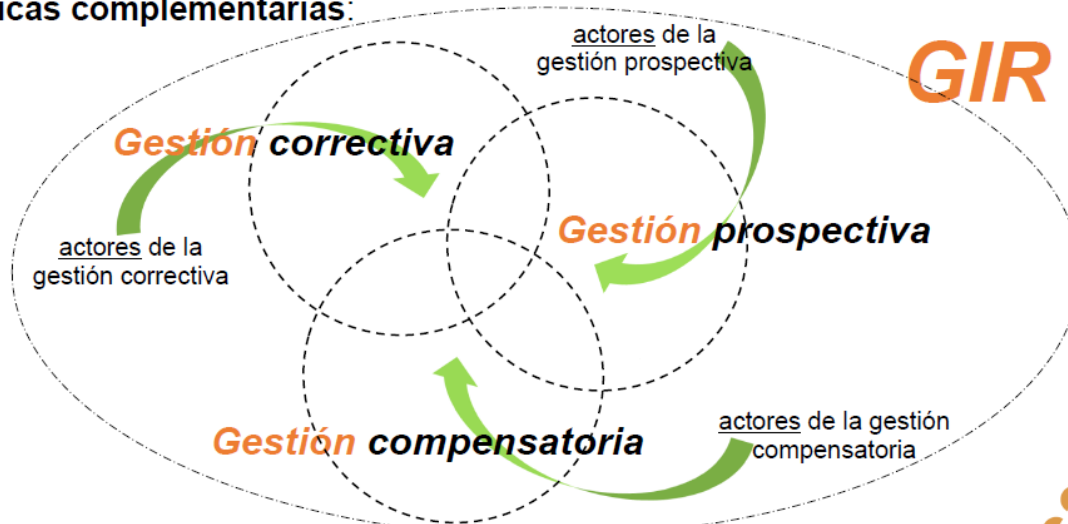 icas complementarias:
actores de la
gestión prospectiva
GIR
Gestión correctiva
actores de la
gestión correctiva
Gestión prospectiva
Gestión compensatoria
actores de la gestión
compensatoria